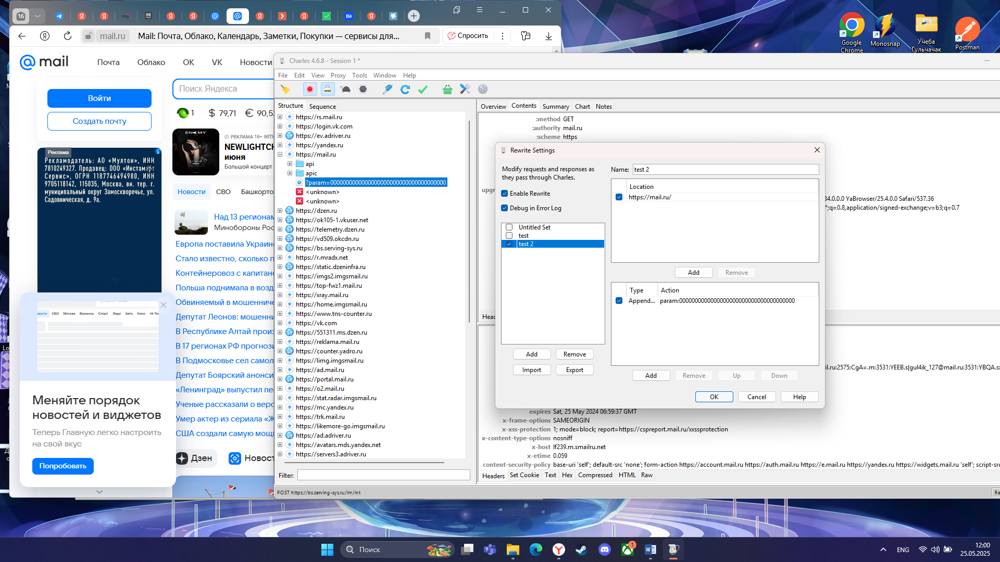 16
top
EPIC
Bē
mail.ru
Mail: Почта, Облако, Календарь, Заметки, Покупки — сервисы для...
Спросить
mail
Почта
Облако
OK
VK
Новости
Войти
Создать почту
Поиск Яндекса
1
$ 79,71
€ 90,5
Реклама
Рекламодатель: АО «Мултон», ИНН
7810249327. Продавец: ООО «Инстамарт
Сервис», ОГРН 1187746494980, ИНН
9705118142, 115035, Москва, вн. тер. г.
муниципальный округ Замоскворечье, ул.
Садовническая, д. 9а.
РЕКЛАМА 16+ WITH
NEWLIGHTCH
июня
Большой концерт
Новости
СВО
Башкорто
Над 13 регионам
Минобороны Рос
Европа поставила Украин
Стало известно, сколько п
Контейнеровоз с капитан
Польша поднимала в возд
Обвиняемый в мошенниче
Депутат Леонов: мошенни
В Республике Алтай произ
В 17 регионах РФ прогнози
В Подмосковье сел самол
Депутат Боярский анонси
«Ленинград» выпустил пе
Ученые рассказали о веро
Умер актер из сериала «Ж
США создали самую мощ
Дзен
Новост
СВО Москва Финансы Спорт Леди Авто Кино Hi-Te
Меняйте порядок
новостей и виджетов
Теперь Главную легко настроить
на свой вкус
Попробовать
Charles 4.6.8 - Session 1 *
File Edit View Proxy Tools Window Help
Structure
Sequence
https://rs.mail.ru
https://login.vk.com
https://ev.adriver.ru
https://yandex.ru
https://mail.ru
api
apic
?param=0000000000000000000000000000000000000
<unknown>
<unknown>
https://dzen.ru
https://ok105-1.vkuser.net
https://telemetry.dzen.ru
https://vd509.okcdn.ru
https://bs.serving-sys.ru
https://r.mradx.net
https://static.dzeninfra.ru
https://imgs2.imgsmail.ru
https://top-fwz1.mail.ru
https://xray.mail.ru
https://home.imgsmail.ru
https://www.tns-counter.ru
https://vk.com
https://551311.ms.dzen.ru
https://reklama.mail.ru
https://counter.yadro.ru
https://limg.imgsmail.ru
https://ad.mail.ru
https://portal.mail.ru
https://o2.mail.ru
https://stat.radar.imgsmail.ru
https://mc.yandex.ru
https://trk.mail.ru
https://likemore-go.imgsmail.ru
https://ad.adriver.ru
https://avatars.mds.yandex.net
https://servers3.adriver.ru
Filter:
POST https://bs.serving-sys.ru/lm/int
Overview
Contents
Summary
Chart
Notes
:method GET
:authority mail.ru
:scheme https
upgr
34.0.0.0 YaBrowser/25.4.0.0 Safari/537.36
*;q=0.8,application/signed-exchange;v=b3;q=0.7
Head
il.ru:2575:CgA=.m:3531:YEEB.s|gul4ik_127@mail.ru:3531:YBQA.s:
Rewrite Settings
Modify requests and responses as
they pass through Charles.
Enable Rewrite
Debug in Error Log
Untitled Set
test
test 2
Add
Remove
Import
Export
Name: test 2
Location
https://mail.ru/
Add
Remove
Type
Action
Append...
param:0000000000000000000000000000000000000
Add
Remove
Up
Down
OK
Cancel
Help
expires Sat, 25 May 2024 06:59:37 GMT
x-frame-options SAMEORIGIN
x-xss-protection 1; mode=block; report=https://cspreport.mail.ru/xxssprotection
x-content-type-options nosniff
x-host lf239.m.smailru.net
x-etime 0.059
content-security-policy base-uri 'self'; default-src 'none'; form-action https://account.mail.ru https://auth.mail.ru https://e.mail.ru https://yandex.ru https://widgets.mail.ru 'self'; script-src
Headers Set Cookie Text Hex Compressed HTML Raw
Re
Google
Chrome
Monosnap
Учеба
Гульчачак
Postman
Поиск
1
ENG
12:00
25.05.2025